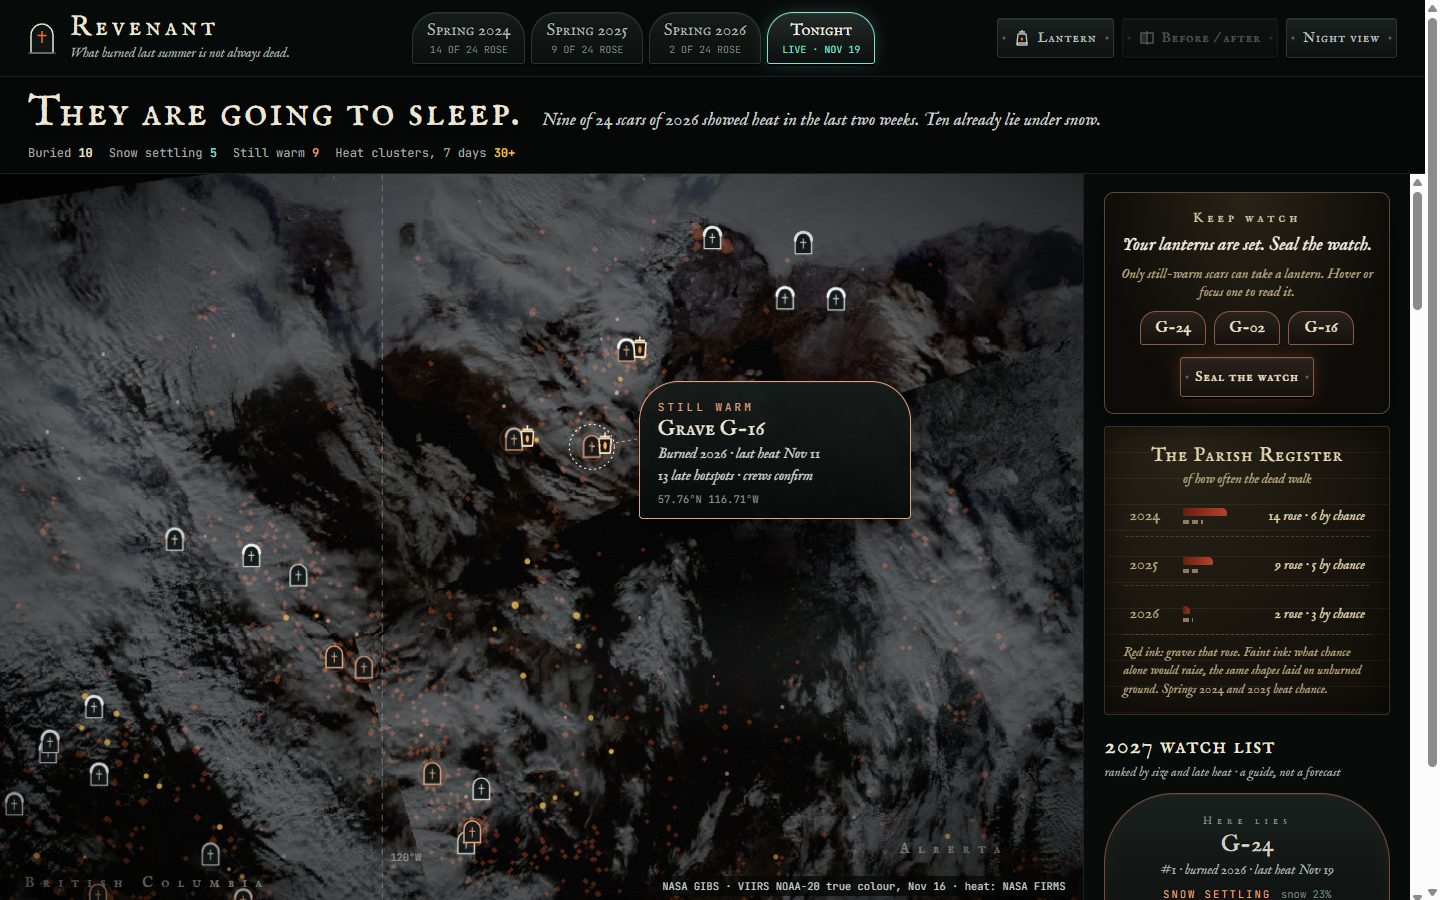 Revenant
What burned last summer is not always dead.
Spring 2024
14 OF 24 ROSE
Spring 2025
9 OF 24 ROSE
Spring 2026
2 OF 24 ROSE
Tonight
LIVE · NOV 19
Lantern
Before / after
Night view
They are going to sleep.
Nine of 24 scars of 2026 showed heat in the last two weeks. Ten already lie under snow.
Buried 10 Snow settling 5 Still warm 9 Heat clusters, 7 days 30+
STILL WARM
Grave G-16
Burned 2026 · last heat Nov 11
13 late hotspots · crews confirm
57.76°N 116.71°W
120°W
British Columbia
Alberta
NASA GIBS · VIIRS NOAA-20 true colour, Nov 16 · heat: NASA FIRMS
Keep watch
Your lanterns are set. Seal the watch.
Only still-warm scars can take a lantern. Hover or
focus one to read it.
G-24
G-02
G-16
Seal the watch
The Parish Register
of how often the dead walk
2024 14 rose · 6 by chance
2025 9 rose · 5 by chance
2026 2 rose · 3 by chance
Red ink: graves that rose. Faint ink: what chance
alone would raise, the same shapes laid on unburned
ground. Springs 2024 and 2025 beat chance.
2027 watch list
ranked by size and late heat · a guide, not a forecast
Here lies
G-24
#1 · burned 2026 · last heat Nov 19
SNOW SETTLING snow 23%